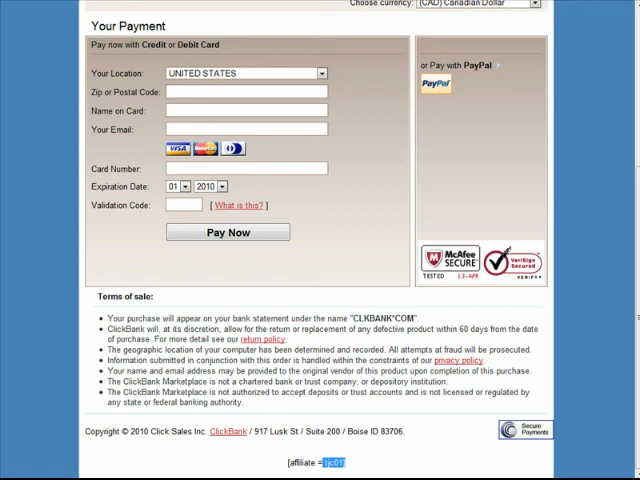 Choose currency: (CAD) Canadian Dollar
Your Payment
Pay now with Credit or Debit Card
Your Location: UNITED STATES
Zip or Postal Code:
Name on Card:
Your Email:
VISA MasterCard
Card Number:
Expiration Date: 01 2010
Validation Code: [ What is this? ]
Pay Now
or Pay with PayPal
PayPal
McAfee SECURE
TESTED 13-APR
VeriSign Secured
VERIFY
Terms of sale:
Your purchase will appear on your bank statement under the name "CLKBANK*COM".
ClickBank will, at its discretion, allow for the return or replacement of any defective product within 60 days from the date
of purchase. For more detail see our return policy.
The geographic location of your computer has been determined and recorded. All attempts at fraud will be prosecuted.
Information submitted in conjunction with this order is handled within the constraints of our privacy policy.
Your name and email address may be provided to the original vendor of this product upon completion of this purchase.
The ClickBank Marketplace is not a chartered bank or trust company, or depository institution.
The ClickBank Marketplace is not authorized to accept deposits or trust accounts and is not licensed or regulated by
any state or federal banking authority.
Copyright © 2010 Click Sales Inc. ClickBank / 917 Lusk St / Suite 200 / Boise ID 83706.
Secure Payments
[affiliate = tjc01]